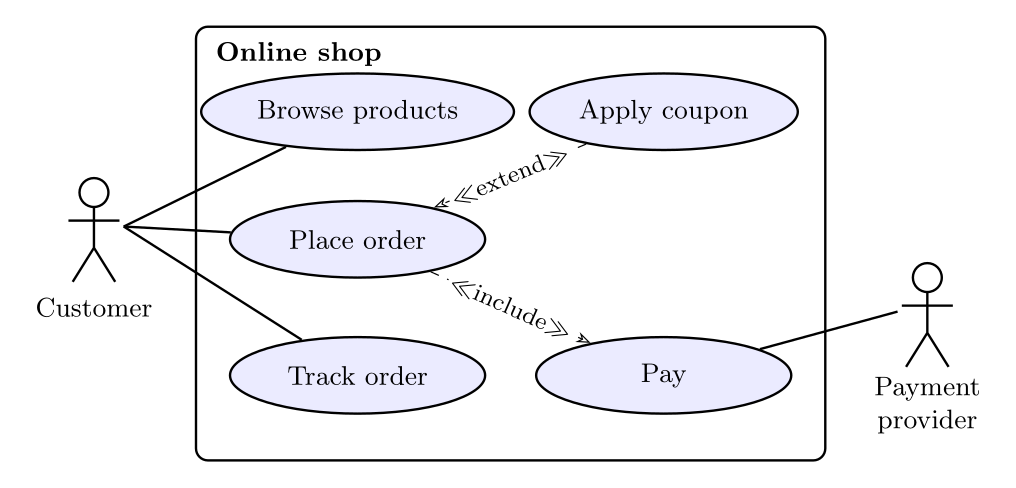 Online shop
Browse products
Apply coupon
≪extend≫
Place order
Customer
≪include≫
Track order
Pay
Payment
provider